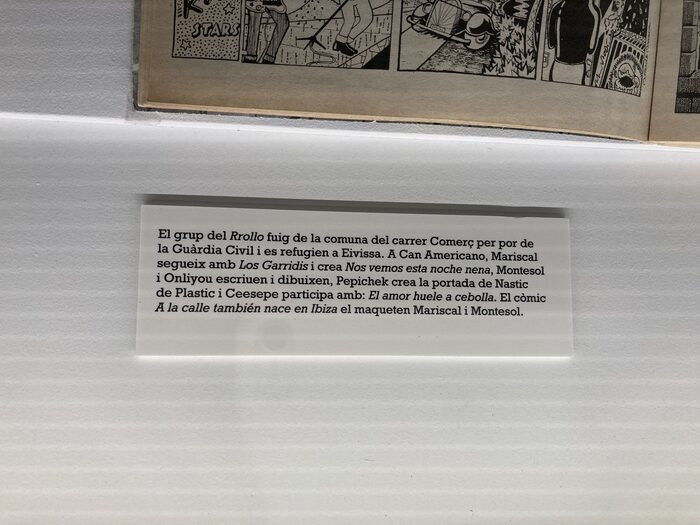 STARS
El grup del Rrollo fuig de la comuna del carrer Comerç per por de
la Guàrdia Civil i es refugien a Eivissa. A Can Americano, Mariscal
segueix amb Los Garridis i crea Nos vemos esta noche nena, Montesol
i Onliyou escriuen i dibuixen, Pepichek crea la portada de Nastic
de Plastic i Ceesepe participa amb: El amor huele a cebolla. El còmic
A la calle también nace en Ibiza el maqueten Mariscal i Montesol.